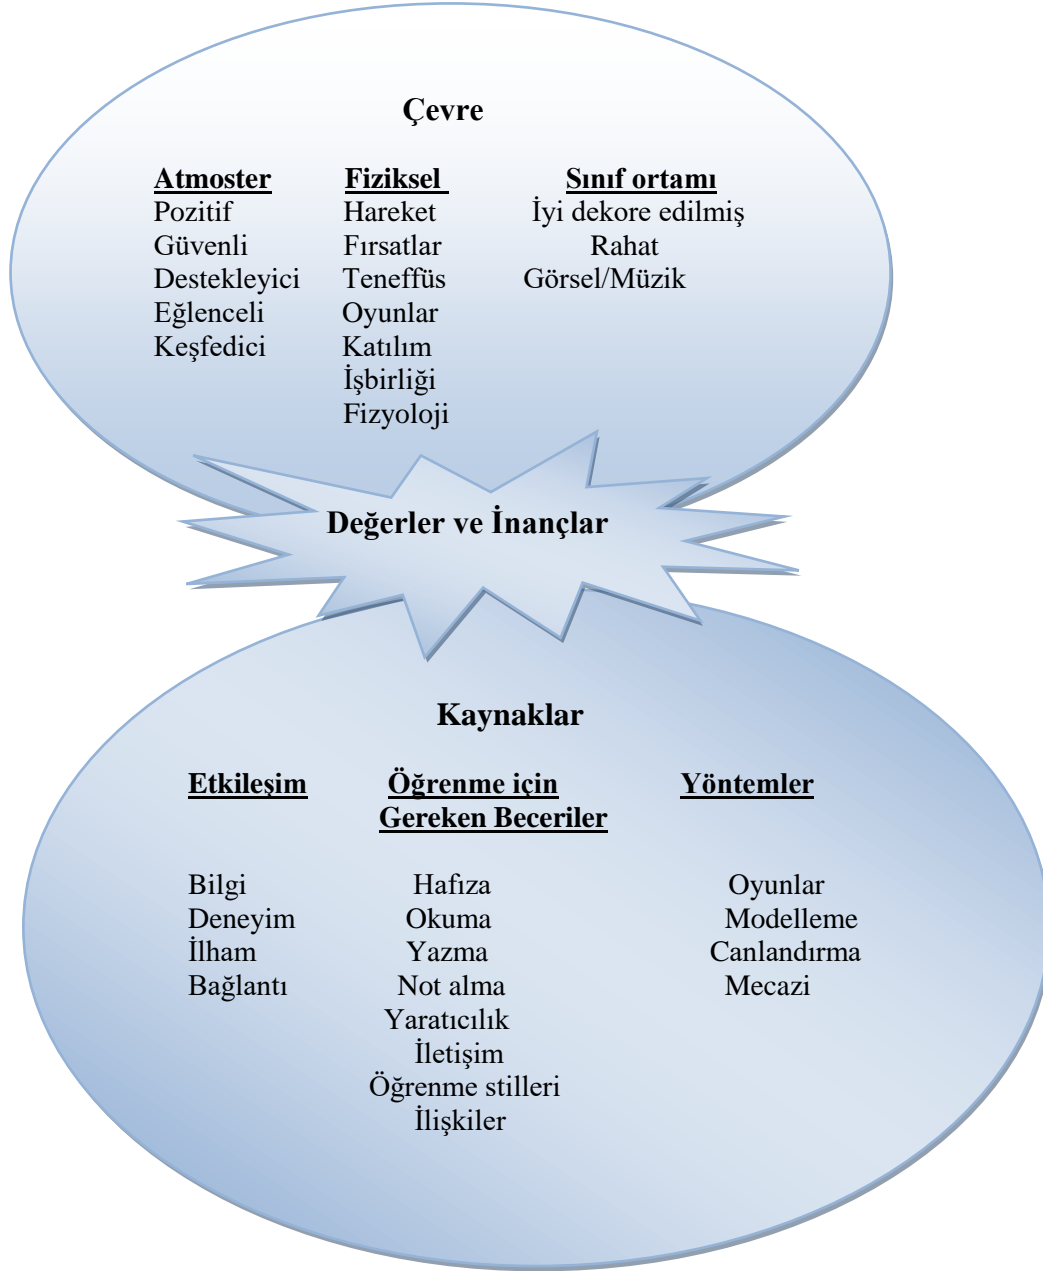 Çevre
Atmoster Fiziksel Sınıf ortamı
Pozitif Hareket İyi dekore edilmiş
Güvenli Fırsatlar Rahat
Destekleyici Teneffüs Görsel/Müzik
Eğlenceli Oyunlar
Keşfedici Katılım
İşbirliği
Fizyoloji
Değerler ve İnançlar
Kaynaklar
Etkileşim Öğrenme için Yöntemler
Gereken Beceriler
Bilgi Hafıza Oyunlar
Deneyim Okuma Modelleme
İlham Yazma Canlandırma
Bağlantı Not alma Mecazi
Yaratıcılık
İletişim
Öğrenme stilleri
İlişkiler